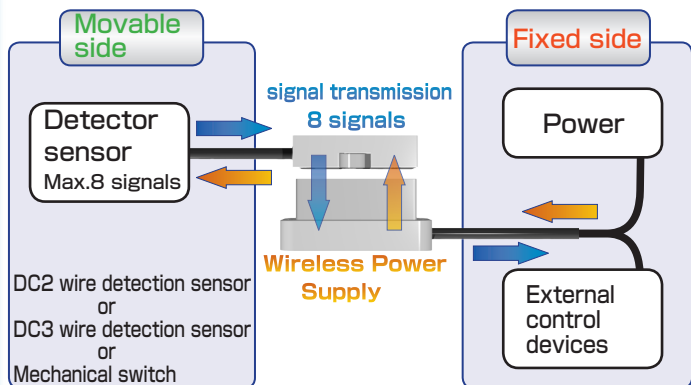 Movable
side
Detector
sensor
Max.8 signals
DC2 wire detection sensor
or
DC3 wire detection sensor
or
Mechanical switch
signal transmission
8 signals
Wireless Power
Supply
Fixed side
Power
External
control
devices